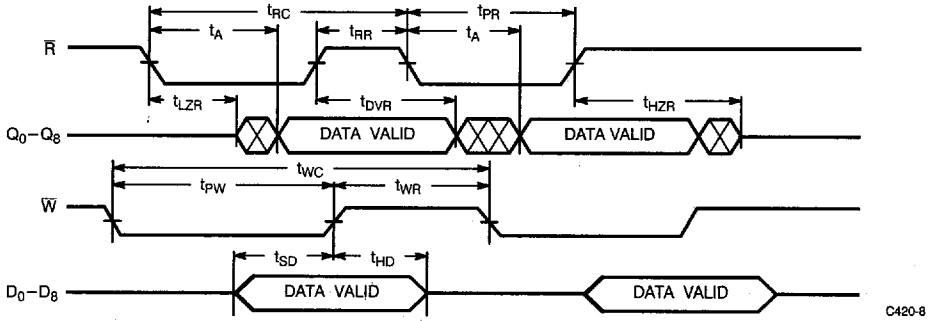 tRC tPR
tA tRR tA
R̅
tLZR tDVR tHZR
Q0–Q8 DATA VALID DATA VALID
tWC
tPW tWR
W̅
tSD tHD
D0–D8 DATA VALID DATA VALID
C420-8